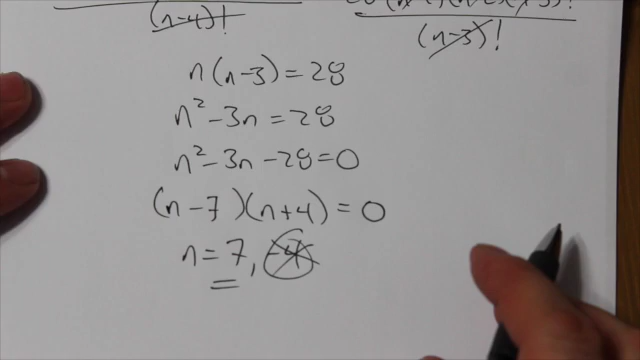 (n-4)!
(n-3)!
n(n-3) = 28
n² - 3n = 28
n² - 3n - 28 = 0
(n-7)(n+4) = 0
n = 7, -4